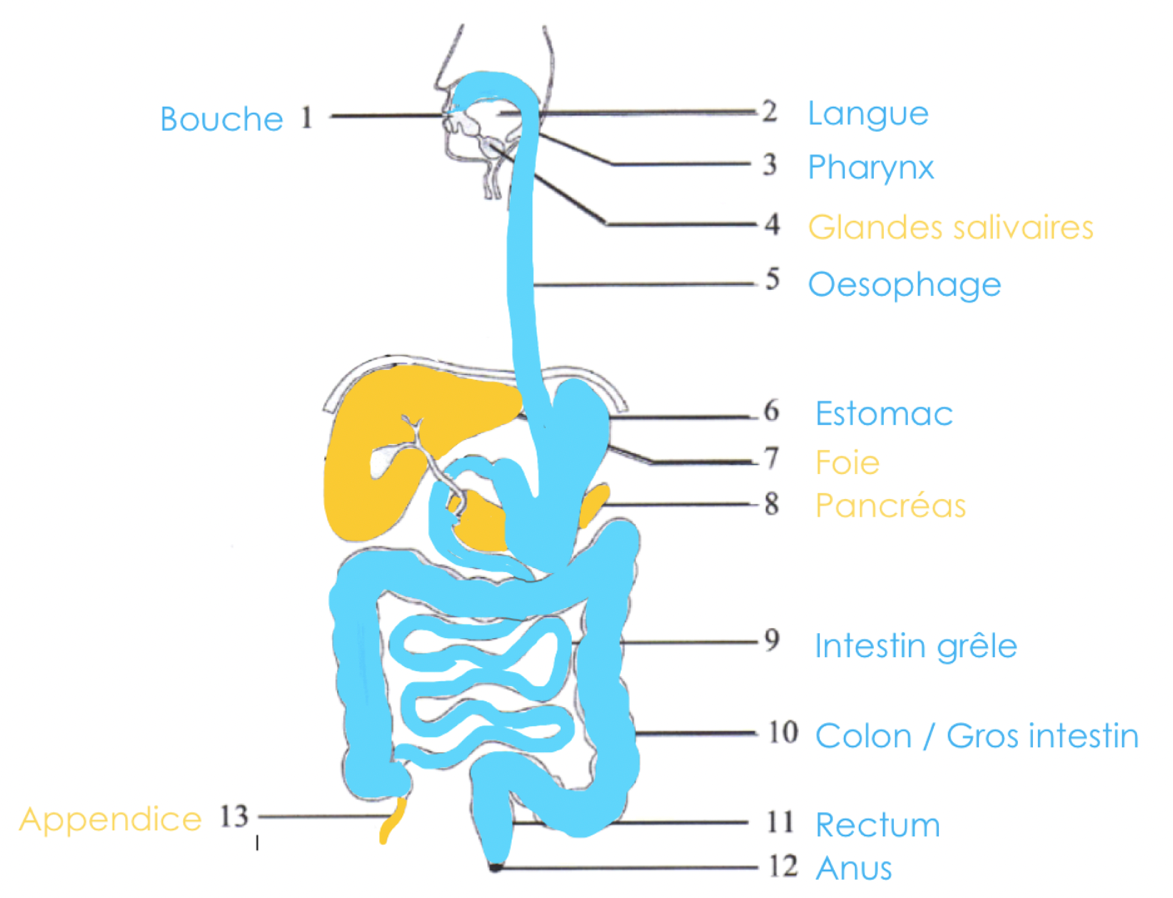 Bouche 1
2 Langue
3 Pharynx
4 Glandes salivaires
5 Oesophage
6 Estomac
7 Foie
8 Pancréas
9 Intestin grêle
10 Colon / Gros intestin
Appendice 13
11 Rectum
12 Anus